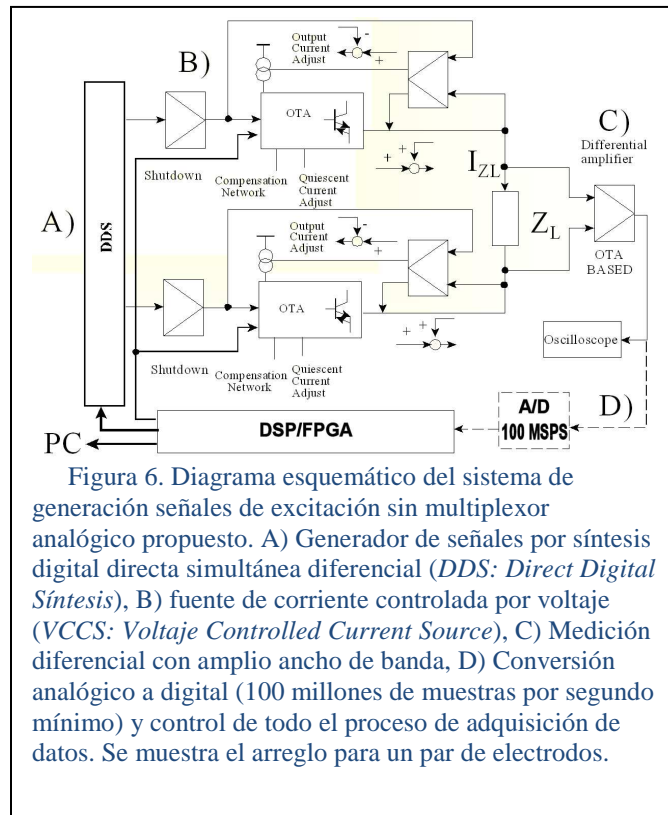 B)
Output
Current
Adjust
-
+
OTA
C)
Differential
amplifier
Shutdown
Compensation
Network
Quiescent
Current
Adjust
+
+
I_ZL
A)
DDS
Output
Current
Adjust
-
+
Z_L
OTA
BASED
OTA
Oscilloscope
Shutdown
Compensation
Network
Quiescent
Current
Adjust
+
+
D)
A/D
100 MSPS
DSP/FPGA
PC
Figura 6. Diagrama esquemático del sistema de
generación señales de excitación sin multiplexor
analógico propuesto. A) Generador de señales por síntesis
digital directa simultánea diferencial (DDS: Direct Digital
Síntesis), B) fuente de corriente controlada por voltaje
(VCCS: Voltaje Controlled Current Source), C) Medición
diferencial con amplio ancho de banda, D) Conversión
analógico a digital (100 millones de muestras por segundo
mínimo) y control de todo el proceso de adquisición de
datos. Se muestra el arreglo para un par de electrodos.